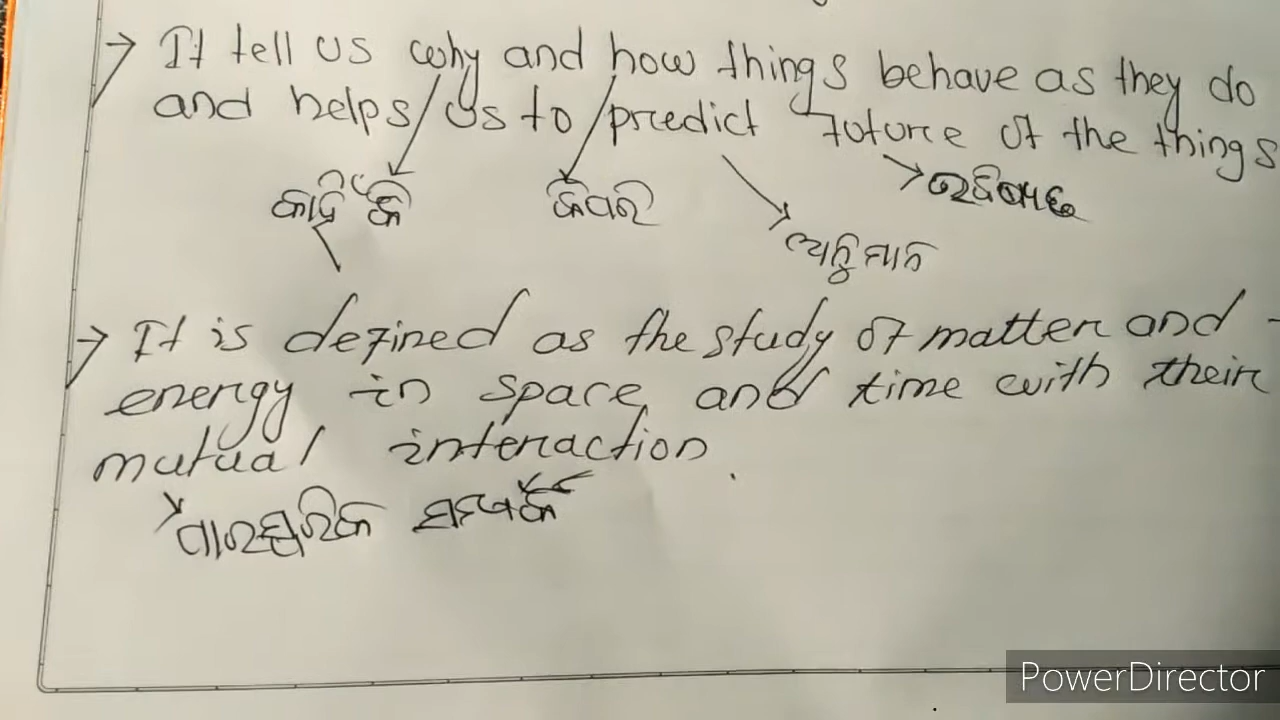 → It tell us why and how things behave as they do
and helps us to predict future of the things
କାହିଁକି କିପରି ଭବିଷ୍ୟତ
ଅନୁମାନ
→ It is defined as the study of matter and -
energy in space and time with their
mutual interaction.
ପାରସ୍ପରିକ ସମ୍ପର୍କ
PowerDirector